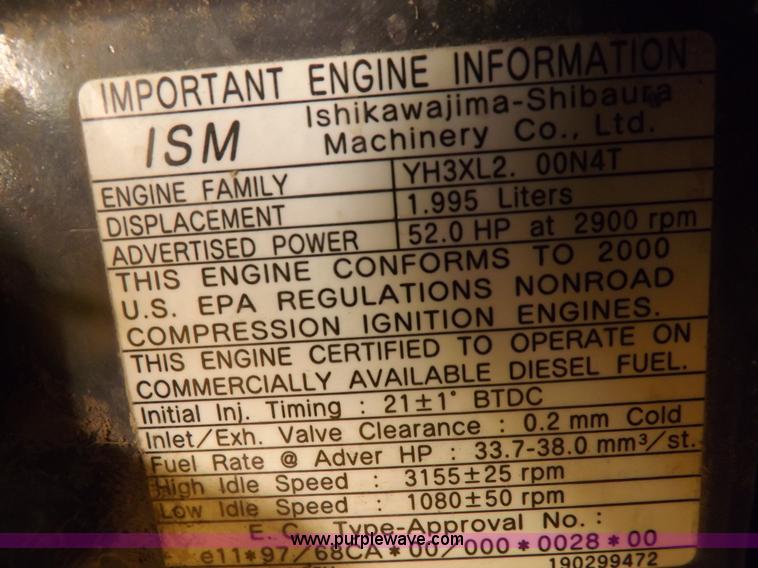 IMPORTANT ENGINE INFORMATION
ISM Ishikawajima-Shibaura
Machinery Co., Ltd.
ENGINE FAMILY YH3XL2. 00N4T
DISPLACEMENT 1.995 Liters
ADVERTISED POWER 52.0 HP at 2900 rpm
THIS ENGINE CONFORMS TO 2000
U.S. EPA REGULATIONS NONROAD
COMPRESSION IGNITION ENGINES.
THIS ENGINE CERTIFIED TO OPERATE ON
COMMERCIALLY AVAILABLE DIESEL FUEL.
Initial Inj. Timing : 21±1° BTDC
Inlet/Exh. Valve Clearance : 0.2 mm Cold
Fuel Rate @ Adver HP : 33.7-38.0 mm³/st.
High Idle Speed : 3155±25 rpm
Low Idle Speed : 1080±50 rpm
E. C. Type-Approval No. :
www.purplewave.com
e11*97/68CA*00/000*0028*00
190299472